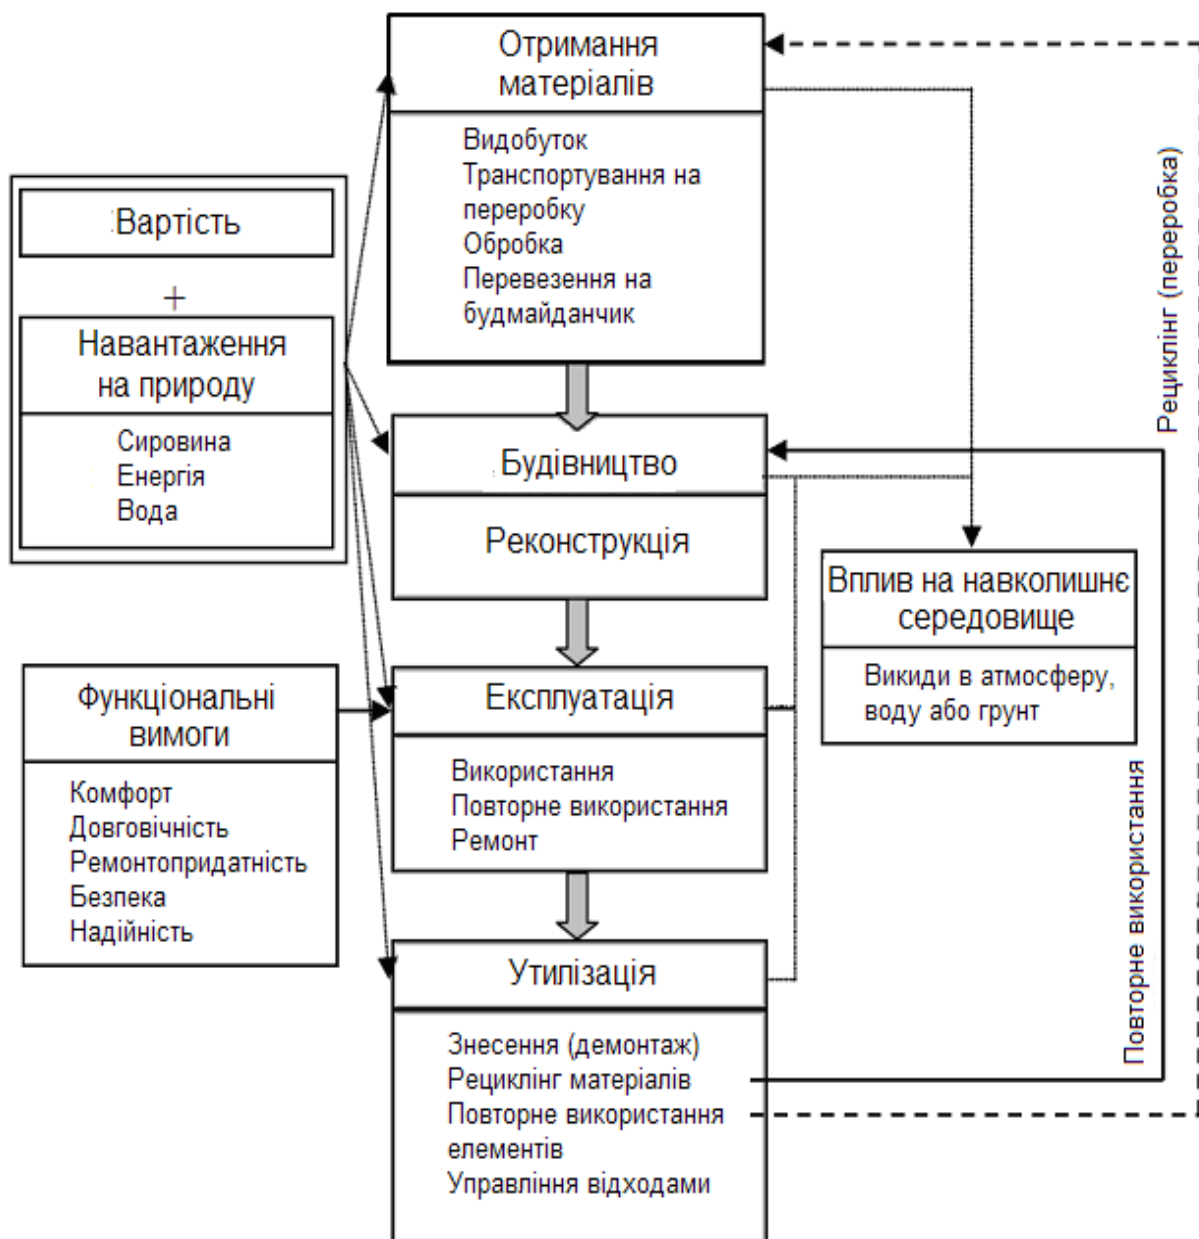 Отримання
матеріалів
Видобуток
Транспортування на
переробку
Обробка
Перевезення на
будмайданчик
Вартість
+
Навантаження
на природу
Сировина
Енергія
Вода
Будівництво
Реконструкція
Вплив на навколишнє
середовище
Викиди в атмосферу,
воду або грунт
Функціональні
вимоги
Комфорт
Довговічність
Ремонтопридатність
Безпека
Надійність
Експлуатація
Використання
Повторне використання
Ремонт
Утилізація
Знесення (демонтаж)
Рециклінг матеріалів
Повторне використання
елементів
Управління відходами
Повторне використання
Рециклінг (переробка)